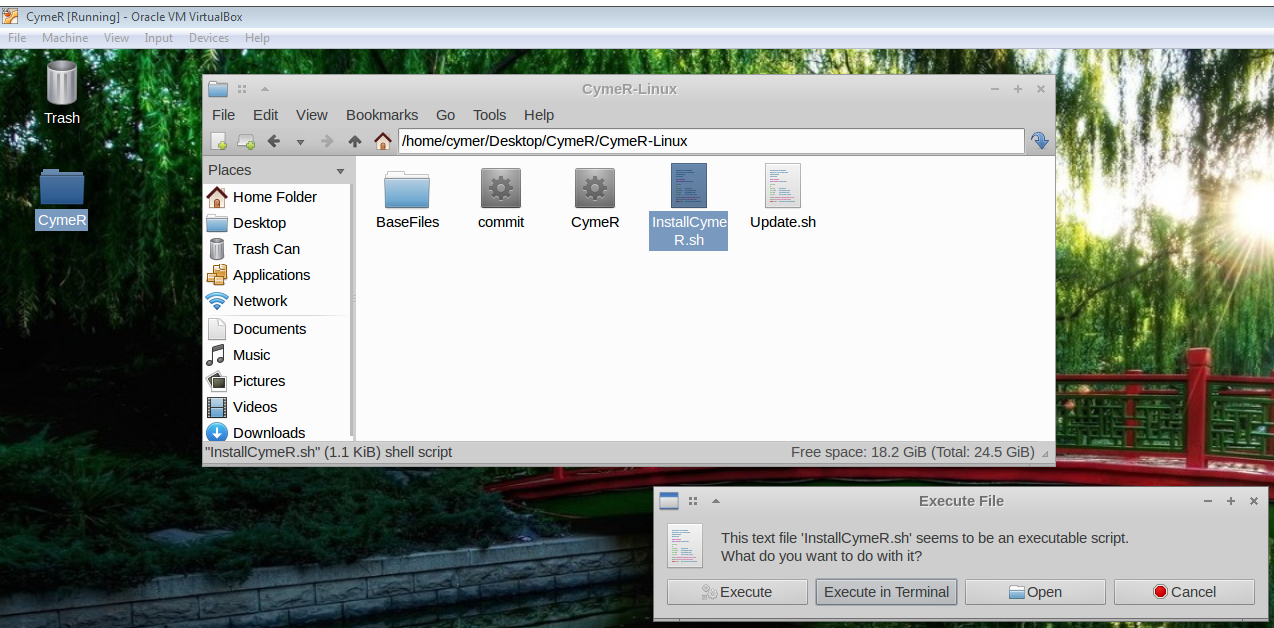 CymeR [Running] - Oracle VM VirtualBox
File Machine View Input Devices Help
Trash
CymeR
CymeR-Linux
File Edit View Bookmarks Go Tools Help
/home/cymer/Desktop/CymeR/CymeR-Linux
Places
Home Folder
Desktop
Trash Can
Applications
Network
Documents
Music
Pictures
Videos
Downloads
BaseFiles
commit
CymeR
InstallCyme
R.sh
Update.sh
"InstallCymeR.sh" (1.1 KiB) shell script
Free space: 18.2 GiB (Total: 24.5 GiB)
Execute File
This text file 'InstallCymeR.sh' seems to be an executable script.
What do you want to do with it?
Execute
Execute in Terminal
Open
Cancel